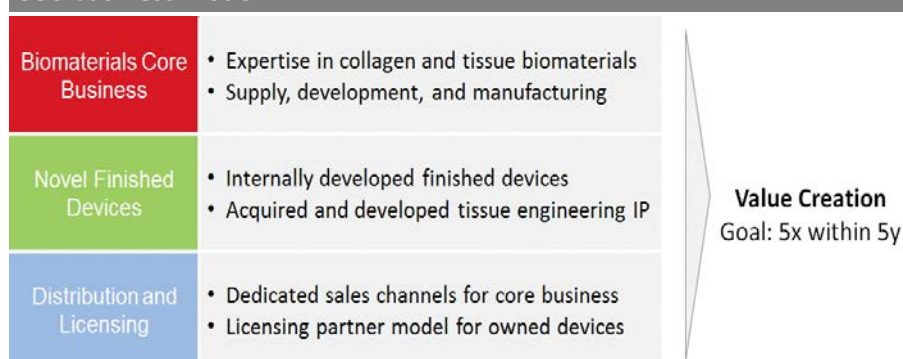 Biomaterials Core
Business
• Expertise in collagen and tissue biomaterials
• Supply, development, and manufacturing
Novel Finished
Devices
• Internally developed finished devices
• Acquired and developed tissue engineering IP
Distribution and
Licensing
• Dedicated sales channels for core business
• Licensing partner model for owned devices
Value Creation
Goal: 5x within 5y